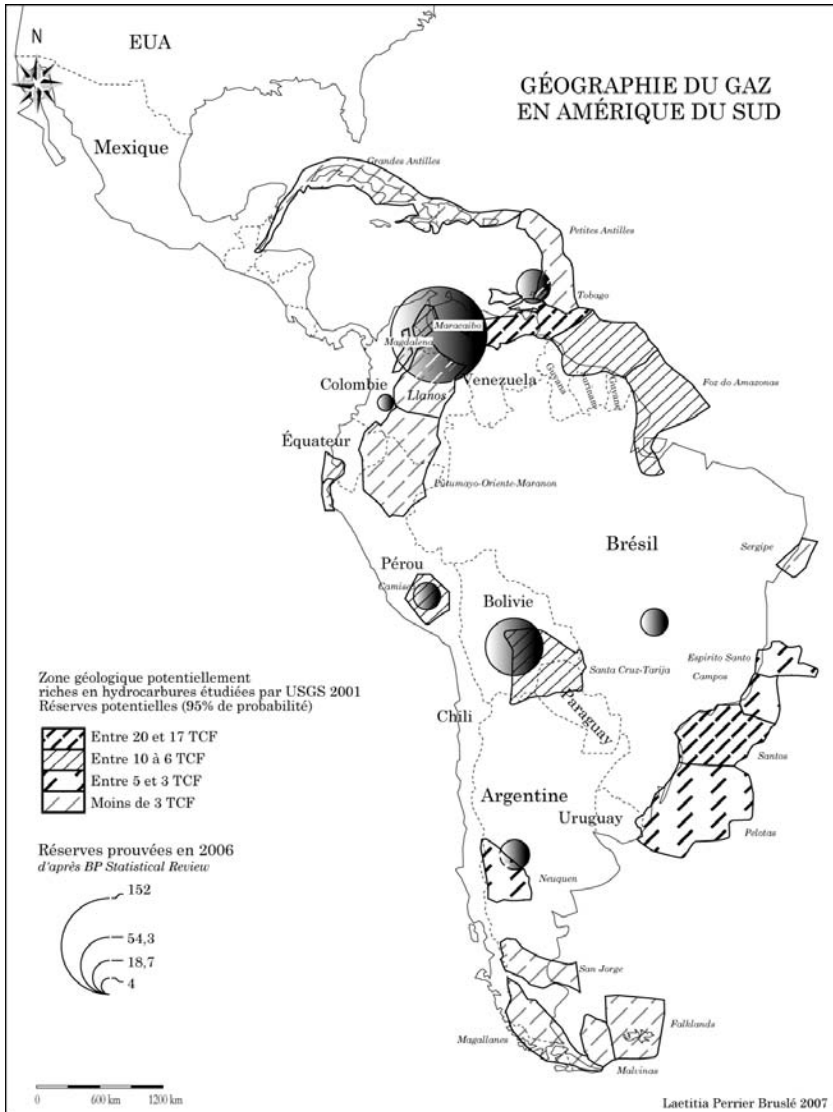 N
EUA
GÉOGRAPHIE DU GAZ
EN AMÉRIQUE DU SUD
Mexique
Grandes Antilles
Petites Antilles
Tobago
Maracaibo
Magdalena
Venezuela
Guyana
Surinam
Guyane
Colombie
Llanos
Foz do Amazonas
Équateur
Putumayo-Oriente-Maranon
Brésil
Sergipe
Pérou
Camisea
Bolivie
Espirito Santo
Campos
Santa Cruz-Tarija
Paraguay
Chili
Santos
Zone géologique potentiellement
riches en hydrocarbures étudiées par USGS 2001
Réserves potentielles (95% de probabilité)
Entre 20 et 17 TCF
Entre 10 à 6 TCF
Entre 5 et 3 TCF
Moins de 3 TCF
Argentine
Uruguay
Pelotas
Réserves prouvées en 2006
d'après BP Statistical Review
152
54,3
18,7
4
Neuquen
San Jorge
Magallanes
Falklands
Malvinas
0 600 km 1200 km
Laetitia Perrier Bruslé 2007